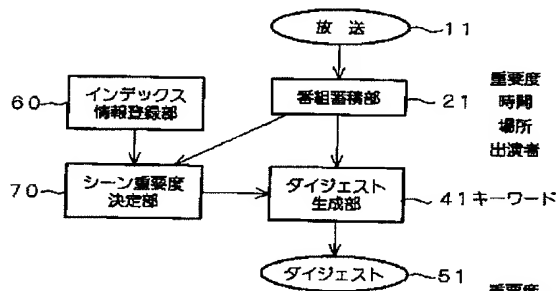 放送
11
60
インデックス
情報登録部
番組蓄積部
21
重要度
時間
場所
出演者
70
シーン重要度
決定部
ダイジェスト
生成部
41
キーワード
ダイジェスト
51
重要度